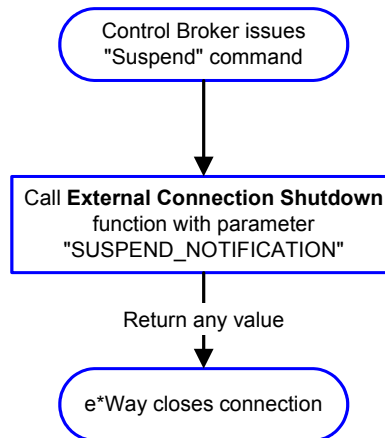 Control Broker issues
"Suspend" command
Call External Connection Shutdown
function with parameter
"SUSPEND_NOTIFICATION"
Return any value
e*Way closes connection